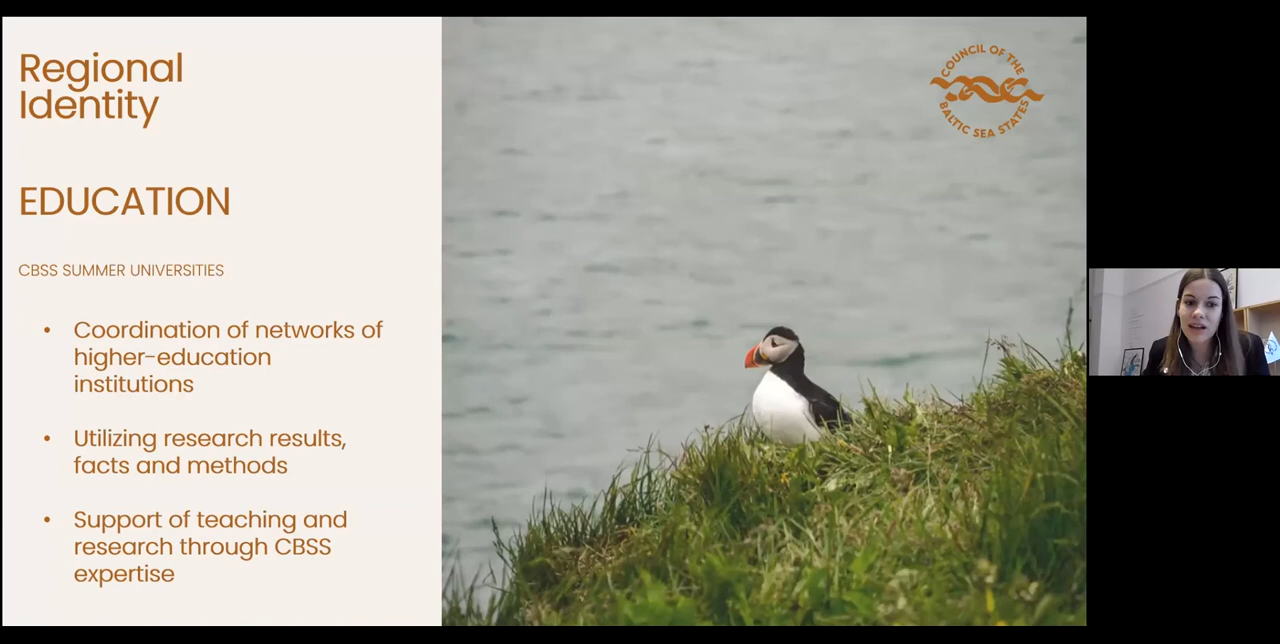 Regional
Identity
EDUCATION
CBSS SUMMER UNIVERSITIES
• Coordination of networks of
higher-education
institutions
• Utilizing research results,
facts and methods
• Support of teaching and
research through CBSS
expertise
COUNCIL OF THE
BALTIC SEA STATES